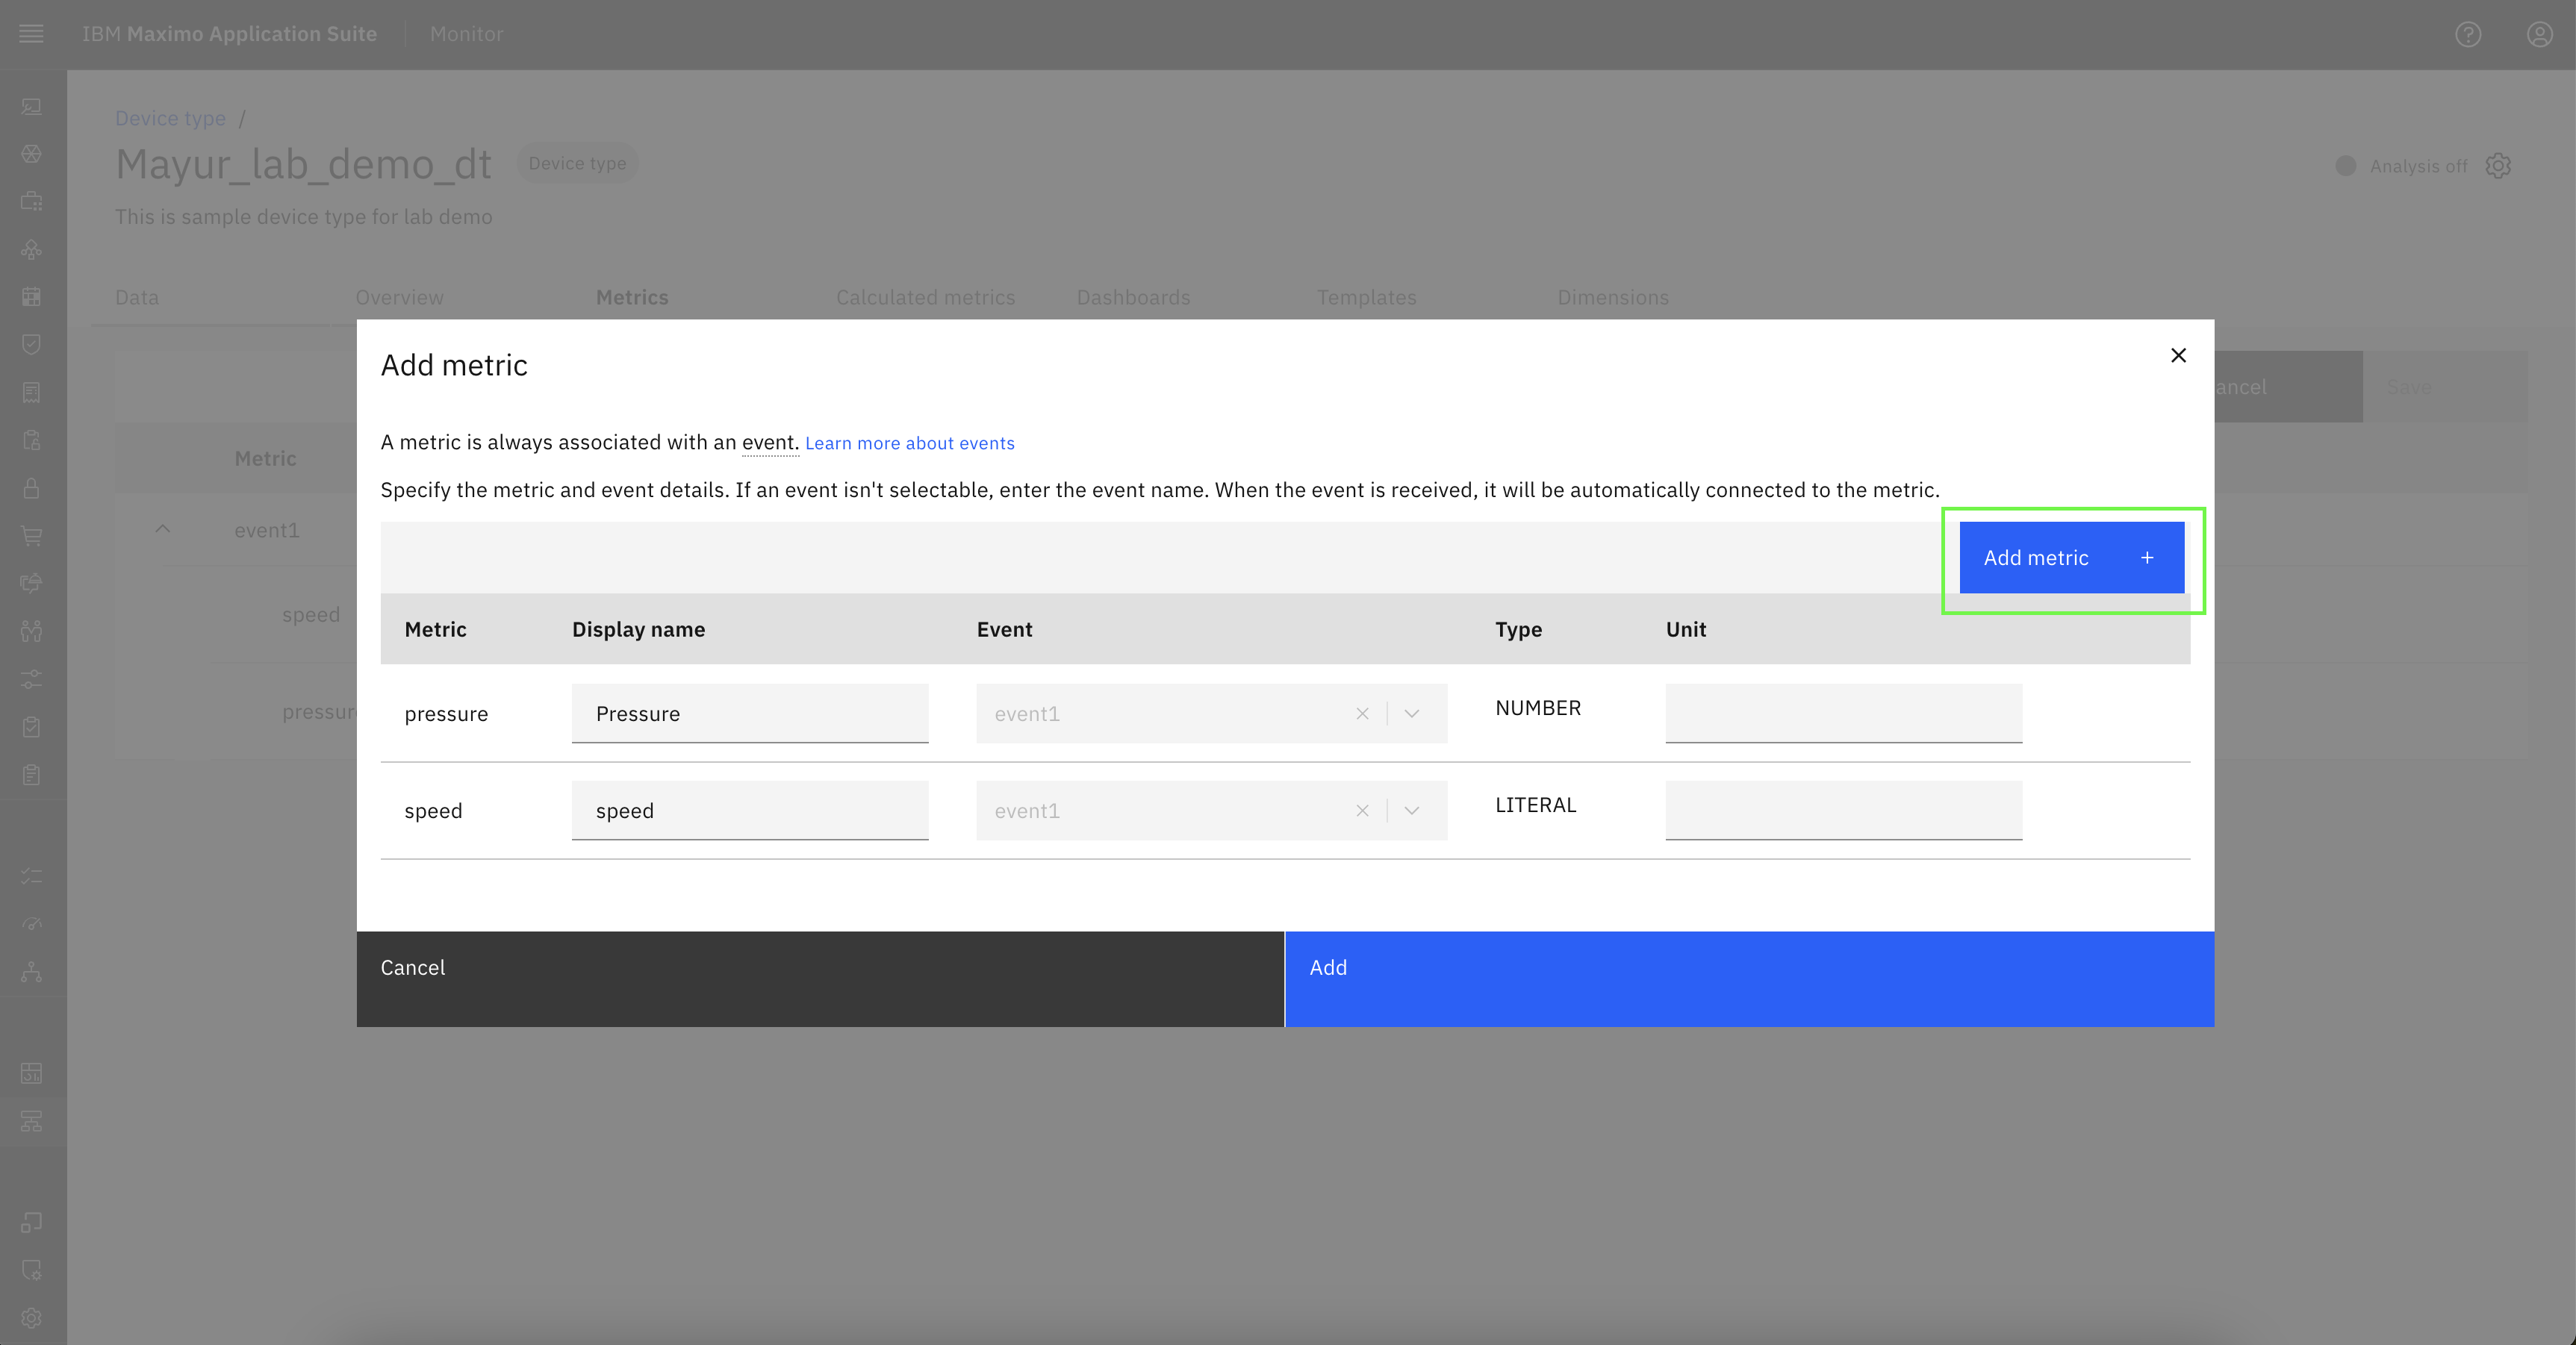 IBM Maximo Application Suite Monitor
Device type /
Mayur_lab_demo_dt Device type
Analysis off
This is sample device type for lab demo
Data Overview Metrics Calculated metrics Dashboards Templates Dimensions
Add metric
ancel Save
A metric is always associated with an event. Learn more about events
Metric
Specify the metric and event details. If an event isn't selectable, enter the event name. When the event is received, it will be automatically connected to the metric.
event1
Add metric +
speed
Metric Display name Event Type Unit
pressure
pressure Pressure event1 NUMBER
speed speed event1 LITERAL
Cancel Add